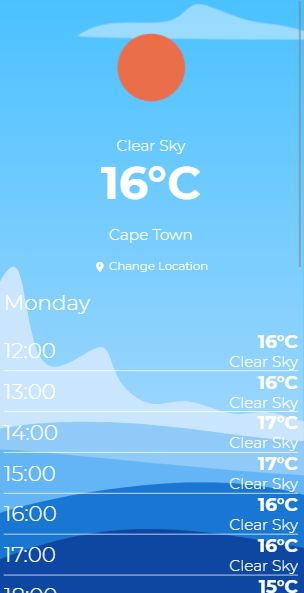 Clear Sky
16°C
Cape Town
Change Location
Monday
12:00
16°C
Clear Sky
13:00
16°C
Clear Sky
14:00
17°C
Clear Sky
15:00
17°C
Clear Sky
16:00
16°C
Clear Sky
17:00
16°C
Clear Sky
18:00
15°C